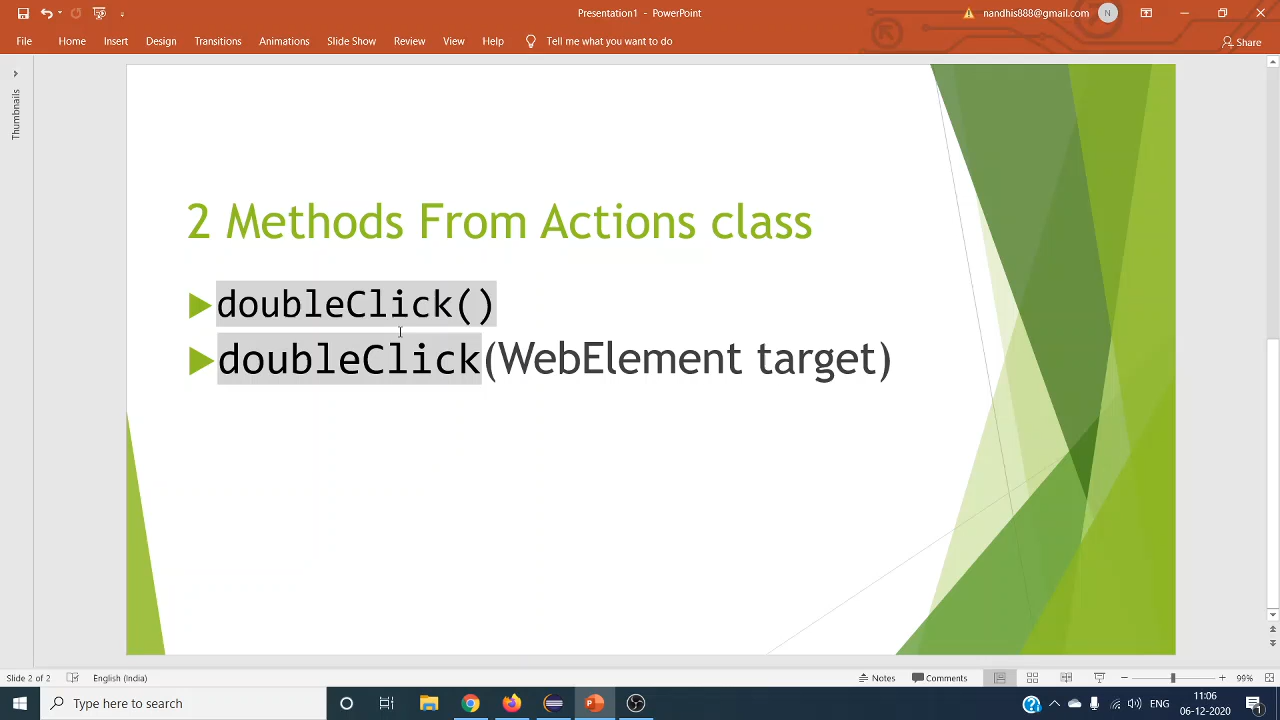 Presentation1 - PowerPoint
nandhis888@gmail.com N
File Home Insert Design Transitions Animations Slide Show Review View Help Tell me what you want to do Share
Thumbnails
2 Methods From Actions class
doubleClick()
doubleClick(WebElement target)
Slide 2 of 2 English (India) Notes Comments 99%
Type here to search
11:06
06-12-2020
1